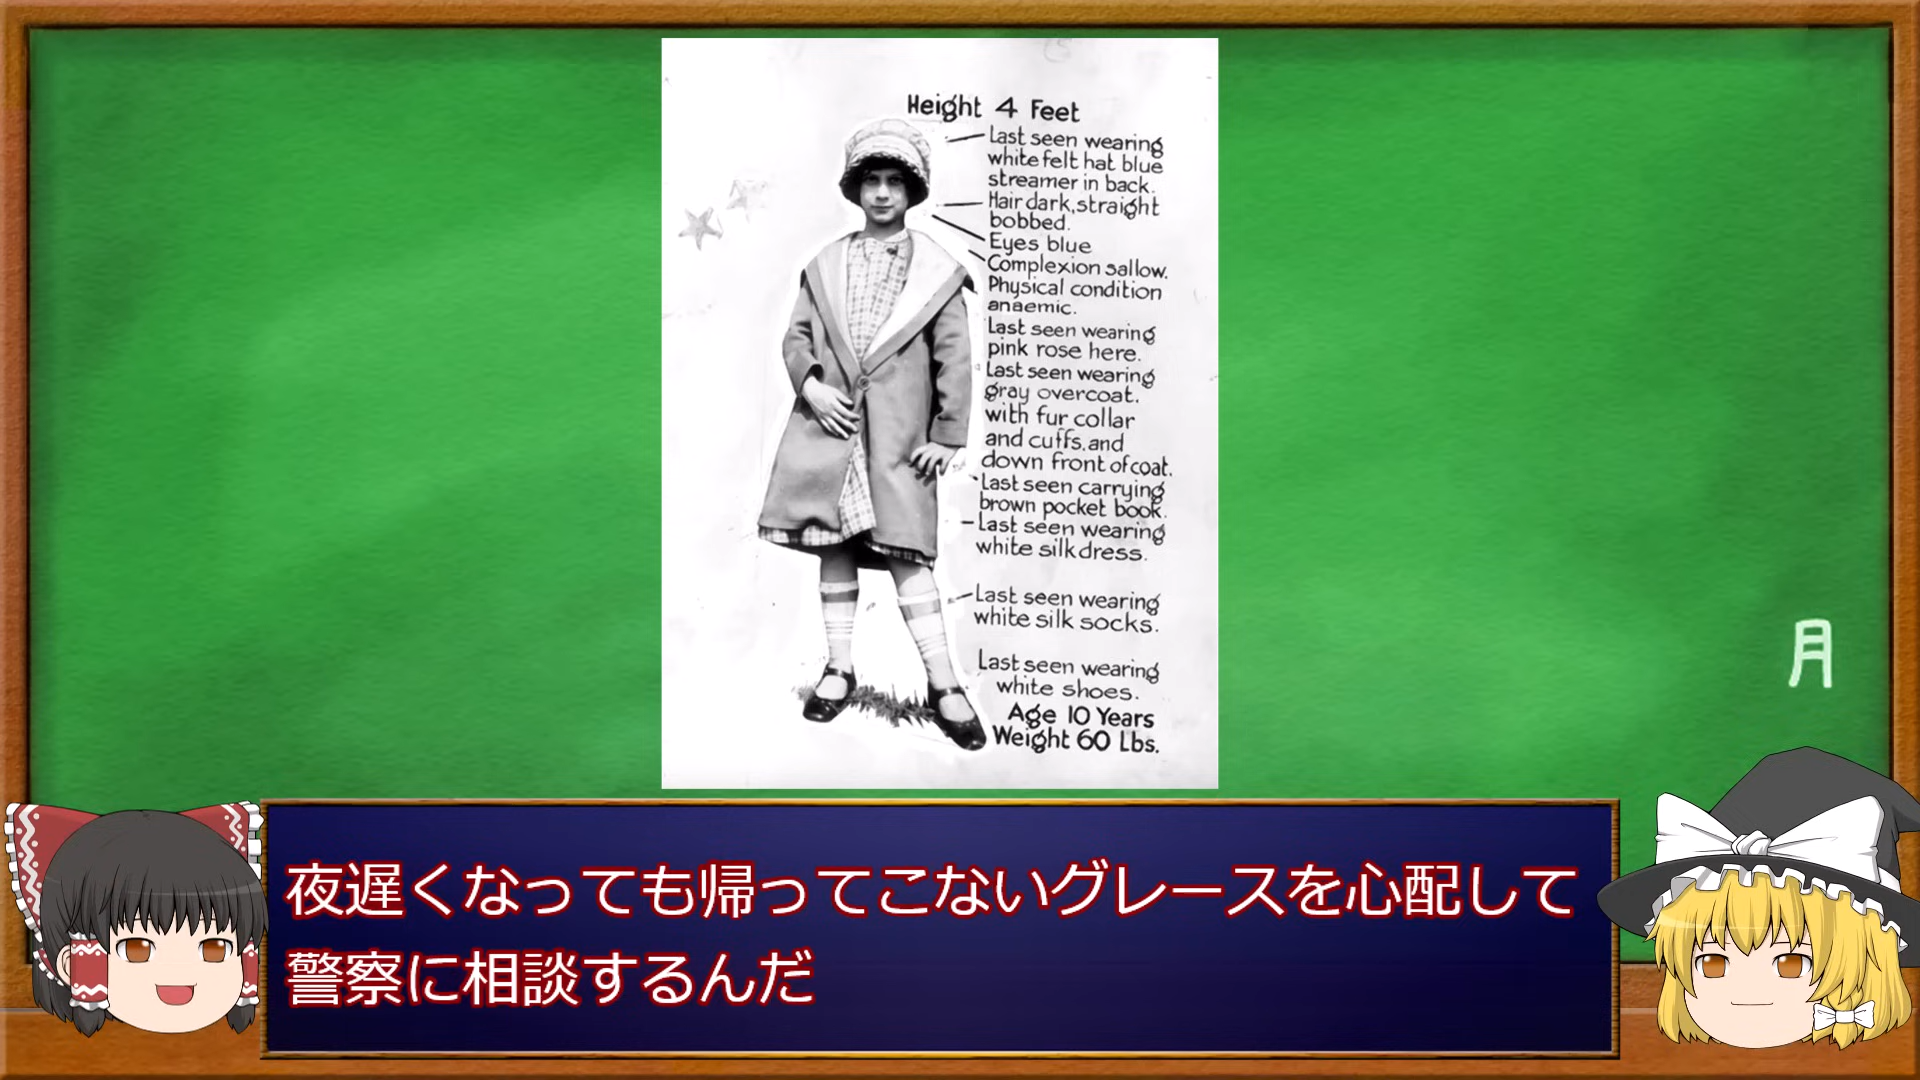 Height 4 Feet
Last seen wearing
white felt hat blue
streamer in back.
Hair dark, straight
bobbed.
Eyes blue
Complexion sallow.
Physical condition
anaemic.
Last seen wearing
pink rose here.
Last seen wearing
gray overcoat.
with fur collar
and cuffs, and
down front of coat.
Last seen carrying
brown pocket book.
Last seen wearing
white silk dress.
Last seen wearing
white silk socks.
Last seen wearing
white shoes.
Age 10 Years
Weight 60 Lbs.
月
夜遅くなっても帰ってこないグレースを心配して
警察に相談するんだ